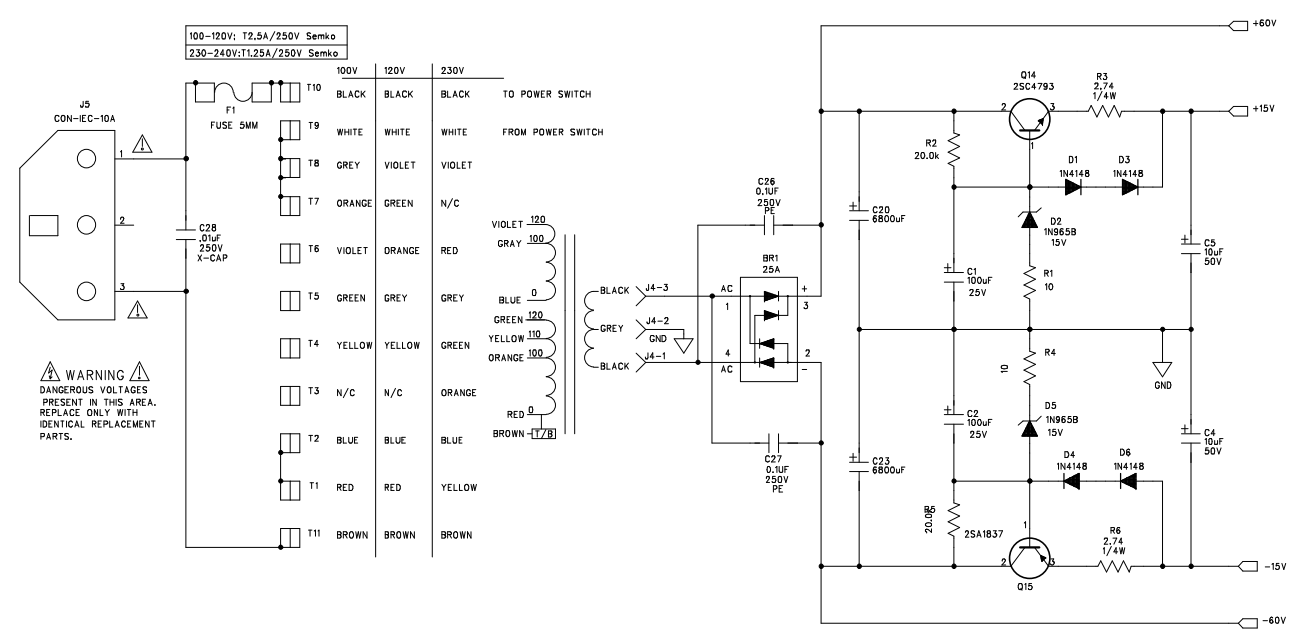 100-120V; T2.5A/250V Semko
230-240V:T1.25A/250V Semko
+60V
100V 120V 230V
T10 BLACK BLACK BLACK TO POWER SWITCH
F1
FUSE 5MM
J5
CON-IEC-10A
1
2
3
T9 WHITE WHITE WHITE FROM POWER SWITCH
T8 GREY VIOLET VIOLET
T7 ORANGE GREEN N/C
C28
.01uF
250V
X-CAP
T6 VIOLET ORANGE RED
T5 GREEN GREY GREY
T4 YELLOW YELLOW GREEN
T3 N/C N/C ORANGE
T2 BLUE BLUE BLUE
T1 RED RED YELLOW
T11 BROWN BROWN BROWN
WARNING
DANGEROUS VOLTAGES
PRESENT IN THIS AREA.
REPLACE ONLY WITH
IDENTICAL REPLACEMENT
PARTS.
VIOLET 120
GRAY 100
BLUE 0
GREEN 120
YELLOW 110
ORANGE 100
RED 0
BROWN T/B
BLACK J4-3
GREY J4-2
GND
BLACK J4-1
C26
0.1UF
250V
PE
BR1
25A
AC +
1 3
4 2
AC -
C27
0.1UF
250V
PE
C20
6800uF
+
C23
6800uF
+
Q14
2SC4793
2 3
1
R3
2.74
1/4W
+15V
R2
20.0k
D1
1N4148
D3
1N4148
D2
1N965B
15V
C1
100uF
25V
+
R1
10
C5
10uF
50V
+
R4
10
GND
C2
100uF
25V
+
D5
1N965B
15V
C4
10uF
50V
+
D4
1N4148
D6
1N4148
R5
2SA1837
1
2 3
Q15
R6
2.74
1/4W
-15V
-60V